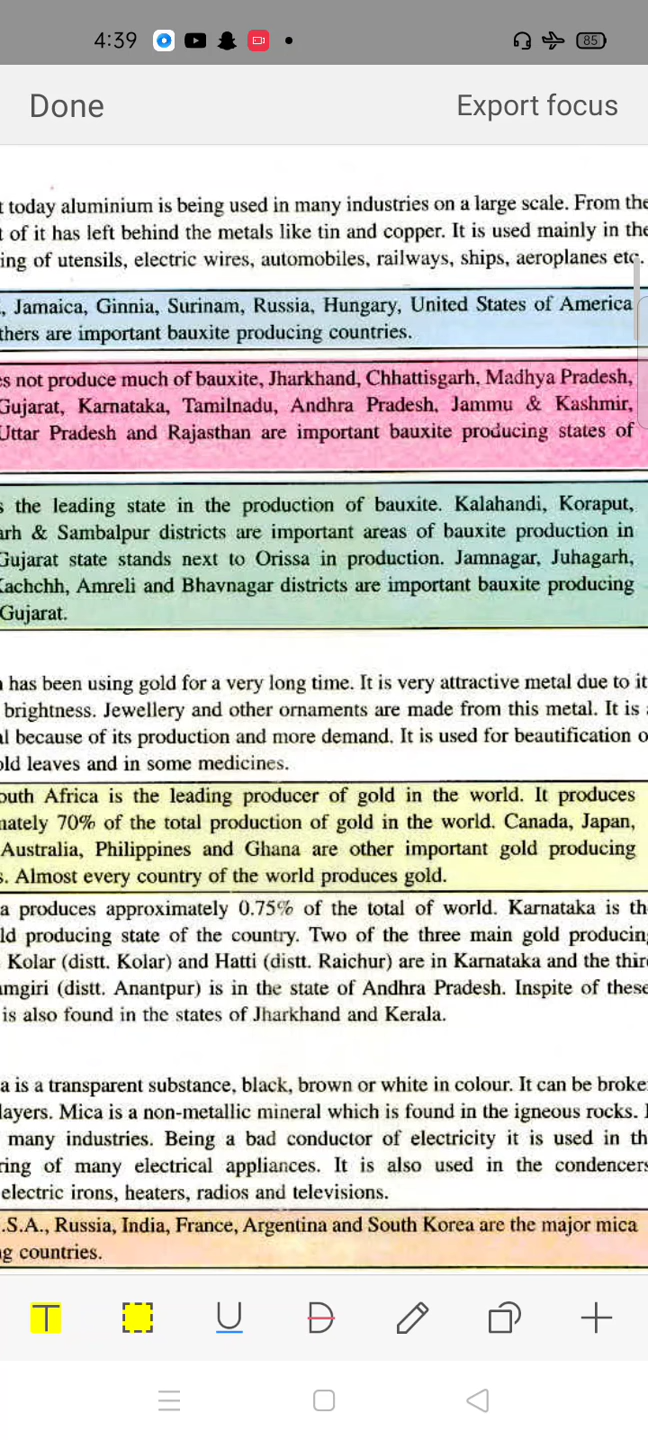 4:39
85
Done
Export focus
t today aluminium is being used in many industries on a large scale. From the
t of it has left behind the metals like tin and copper. It is used mainly in the
ing of utensils, electric wires, automobiles, railways, ships, aeroplanes etc.
, Jamaica, Ginnia, Surinam, Russia, Hungary, United States of America
thers are important bauxite producing countries.
es not produce much of bauxite, Jharkhand, Chhattisgarh, Madhya Pradesh,
Gujarat, Karnataka, Tamilnadu, Andhra Pradesh, Jammu & Kashmir,
Uttar Pradesh and Rajasthan are important bauxite producing states of
s the leading state in the production of bauxite. Kalahandi, Koraput,
arh & Sambalpur districts are important areas of bauxite production in
Gujarat state stands next to Orissa in production. Jamnagar, Juhagarh,
Kachchh, Amreli and Bhavnagar districts are important bauxite producing
Gujarat.
has been using gold for a very long time. It is very attractive metal due to it
brightness. Jewellery and other ornaments are made from this metal. It is
al because of its production and more demand. It is used for beautification o
old leaves and in some medicines.
outh Africa is the leading producer of gold in the world. It produces
nately 70% of the total production of gold in the world. Canada, Japan,
Australia, Philippines and Ghana are other important gold producing
s. Almost every country of the world produces gold.
a produces approximately 0.75% of the total of world. Karnataka is th
ld producing state of the country. Two of the three main gold producing
Kolar (distt. Kolar) and Hatti (distt. Raichur) are in Karnataka and the thir
amgiri (distt. Anantpur) is in the state of Andhra Pradesh. Inspite of these
is also found in the states of Jharkhand and Kerala.
a is a transparent substance, black, brown or white in colour. It can be broke
layers. Mica is a non-metallic mineral which is found in the igneous rocks. I
many industries. Being a bad conductor of electricity it is used in th
ring of many electrical appliances. It is also used in the condencers
electric irons, heaters, radios and televisions.
.S.A., Russia, India, France, Argentina and South Korea are the major mica
ng countries.